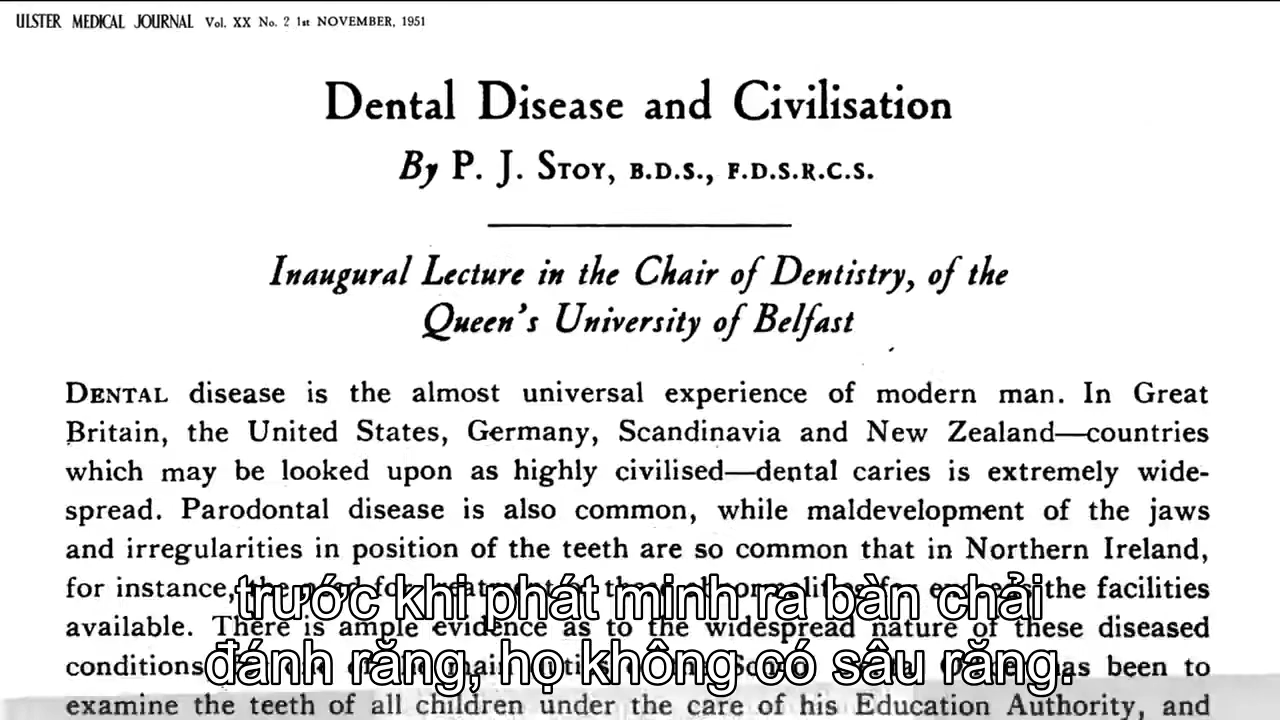 ULSTER MEDICAL JOURNAL Vol. XX No. 2 1st NOVEMBER, 1951
Dental Disease and Civilisation
By P. J. STOY, B.D.S., F.D.S.R.C.S.
Inaugural Lecture in the Chair of Dentistry, of the
Queen's University of Belfast
DENTAL disease is the almost universal experience of modern man. In Great
Britain, the United States, Germany, Scandinavia and New Zealand—countries
which may be looked upon as highly civilised—dental caries is extremely wide-
spread. Parodontal disease is also common, while maldevelopment of the jaws
and irregularities in position of the teeth are so common that in Northern Ireland,
for instance, the facilities
available. There is ample evidence as to the widespread nature of these diseased
conditions has been to
examine the teeth of all children under the care of his Education Authority, and
trước khi phát minh ra bàn chải
đánh răng, họ không có sâu răng.